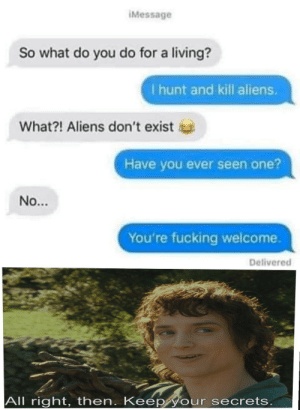 iMessage
So what do you do for a living?
I hunt and kill aliens.
What?! Aliens don't exist 😂
Have you ever seen one?
No...
You're fucking welcome.
Delivered
All right, then. Keep your secrets.